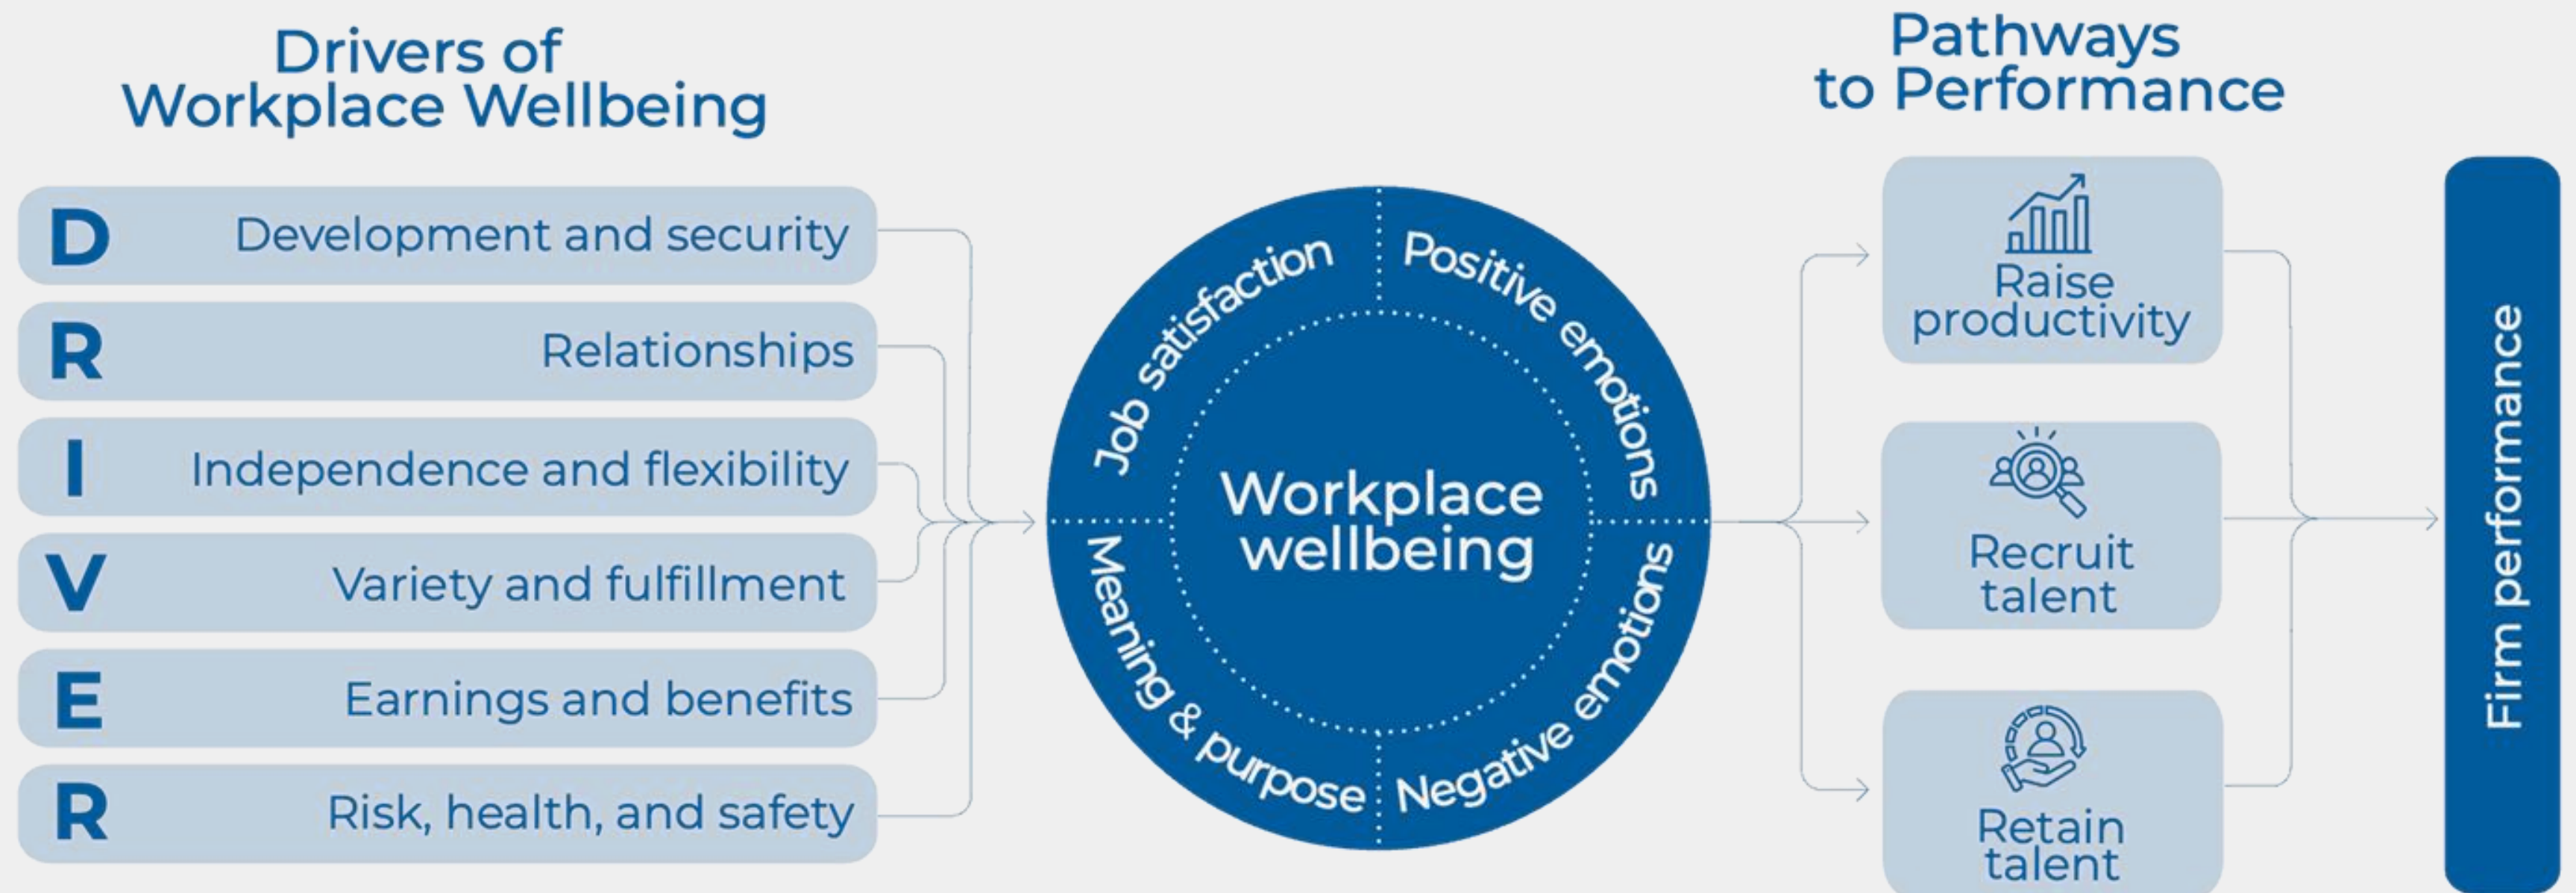 Drivers of
Workplace Wellbeing
D Development and security
R Relationships
I Independence and flexibility
V Variety and fulfillment
E Earnings and benefits
R Risk, health, and safety
Job satisfaction
Positive emotions
Meaning & purpose
Negative emotions
Workplace
wellbeing
Pathways
to Performance
Raise
productivity
Recruit
talent
Retain
talent
Firm performance